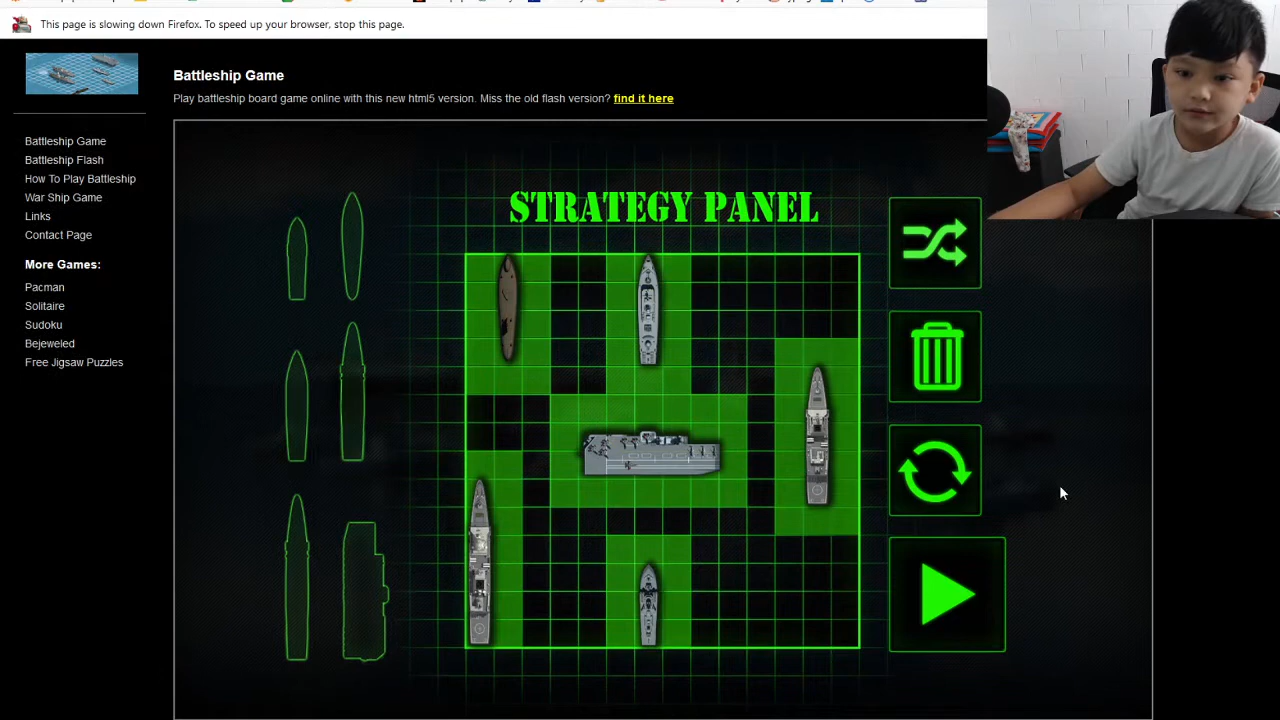 This page is slowing down Firefox. To speed up your browser, stop this page.
Battleship Game
Play battleship board game online with this new html5 version. Miss the old flash version? find it here
Battleship Game
Battleship Flash
How To Play Battleship
War Ship Game
Links
Contact Page
More Games:
Pacman
Solitaire
Sudoku
Bejeweled
Free Jigsaw Puzzles
STRATEGY PANEL